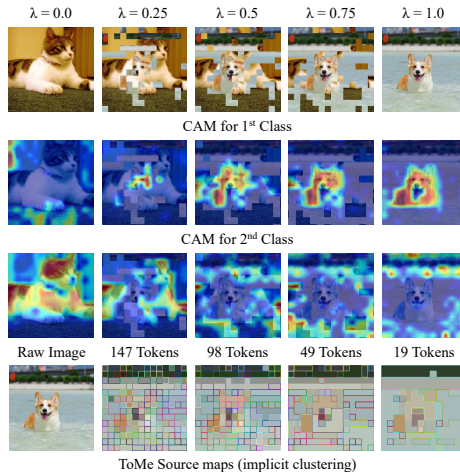 λ = 0.0 λ = 0.25 λ = 0.5 λ = 0.75 λ = 1.0
CAM for 1st Class
CAM for 2nd Class
Raw Image 147 Tokens 98 Tokens 49 Tokens 19 Tokens
ToMe Source maps (implicit clustering)